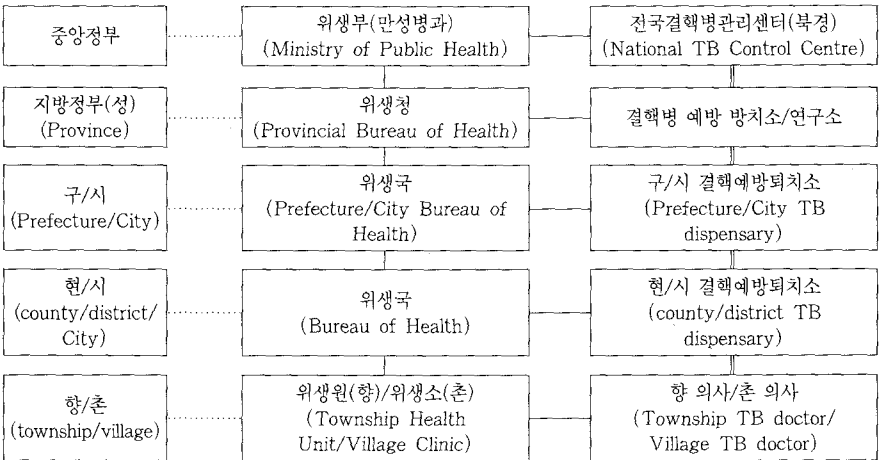 중앙정부
위생부(만성병과)
(Ministry of Public Health)
전국결핵병관리센터(북경)
(National TB Control Centre)
지방정부(성)
(Province)
위생청
(Provincial Bureau of Health)
결핵병 예방 방치소/연구소
구/시
(Prefecture/City)
위생국
(Prefecture/City Bureau of
Health)
구/시 결핵예방퇴치소
(Prefecture/City TB
dispensary)
현/시
(county/district/
City)
위생국
(Bureau of Health)
현/시 결핵예방퇴치소
(county/district TB
dispensary)
향/촌
(township/village)
위생원(향)/위생소(촌)
(Township Health
Unit/Village Clinic)
향 의사/촌 의사
(Township TB doctor/
Village TB doctor)